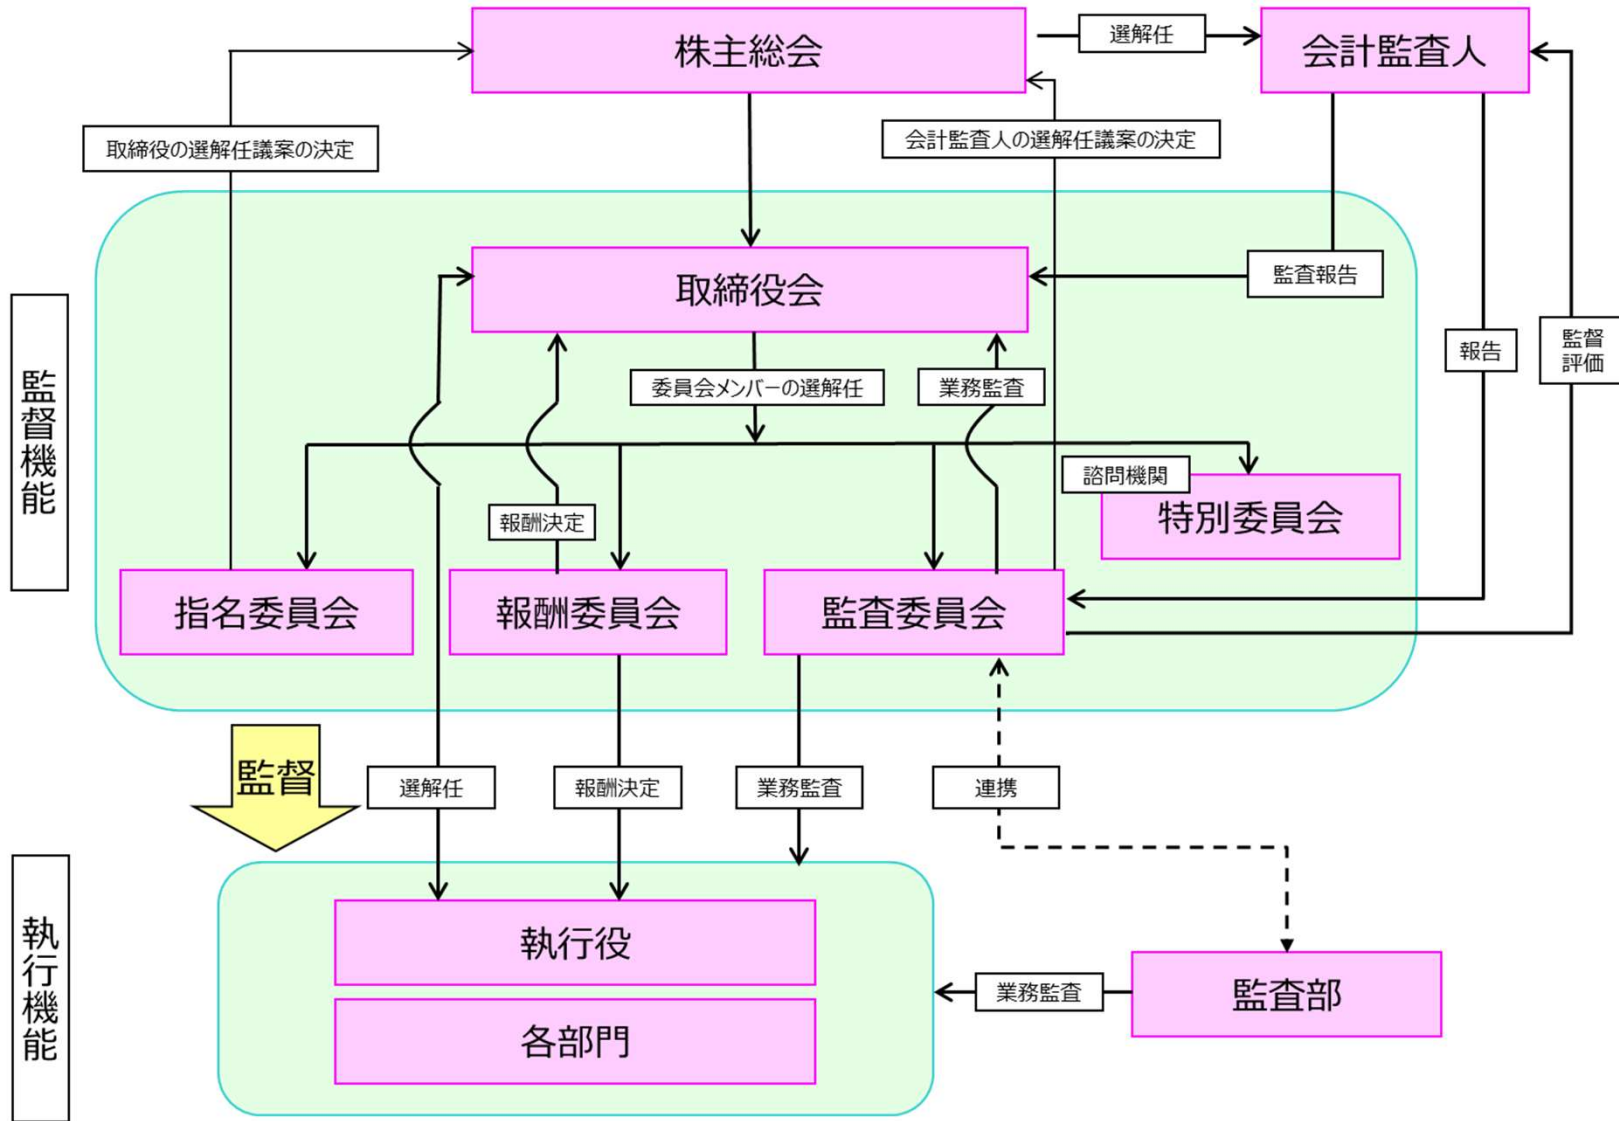 株主総会
選解任
会計監査人
取締役の選解任議案の決定
会計監査人の選解任議案の決定
取締役会
監査報告
監督機能
委員会メンバーの選解任
業務監査
報告
監督
評価
諮問機関
特別委員会
報酬決定
指名委員会
報酬委員会
監査委員会
監督
選解任
報酬決定
業務監査
連携
執行機能
執行役
業務監査
監査部
各部門